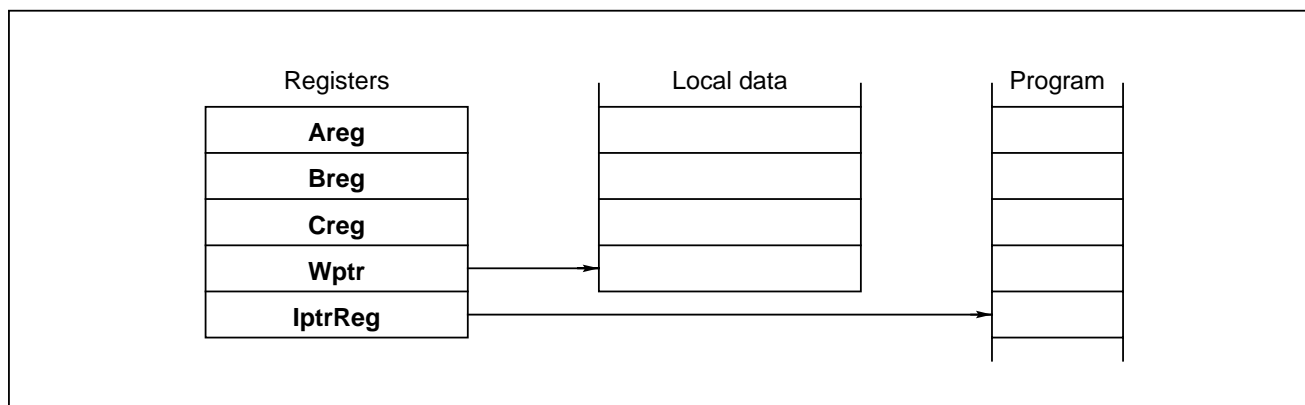 Registers
Local data
Program
Areg
Breg
Creg
Wptr
IptrReg